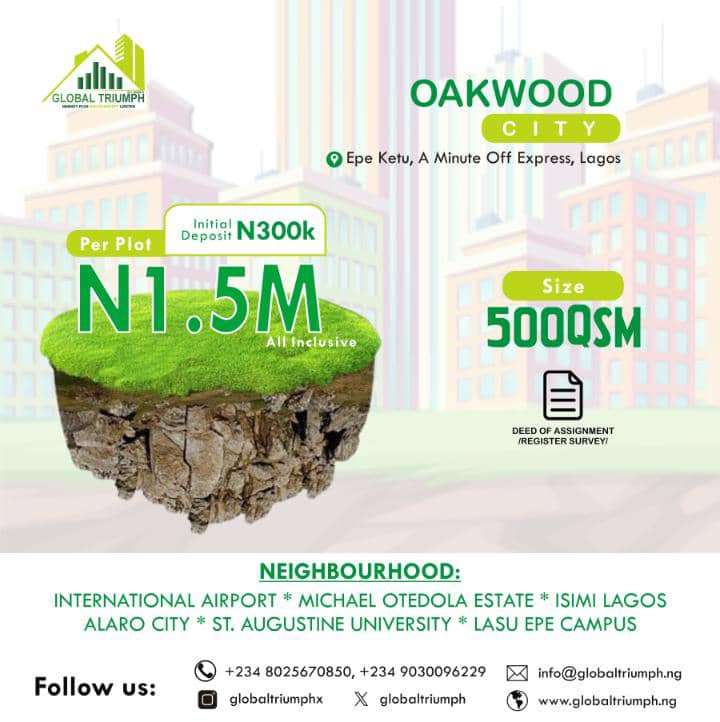 GLOBAL TRIUMPH
OAKWOOD
CITY
Epe Ketu, A Minute Off Express, Lagos
Per Plot
Initial
Deposit N300k
N1.5M
All Inclusive
Size
500QSM
DEED OF ASSIGNMENT
/REGISTER SURVEY/
NEIGHBOURHOOD:
INTERNATIONAL AIRPORT * MICHAEL OTEDOLA ESTATE * ISIMI LAGOS
ALARO CITY * ST. AUGUSTINE UNIVERSITY * LASU EPE CAMPUS
Follow us:
+234 8025670850, +234 9030096229
info@globaltriumph.ng
globaltriumphx
globaltriumph
www.globaltriumph.ng